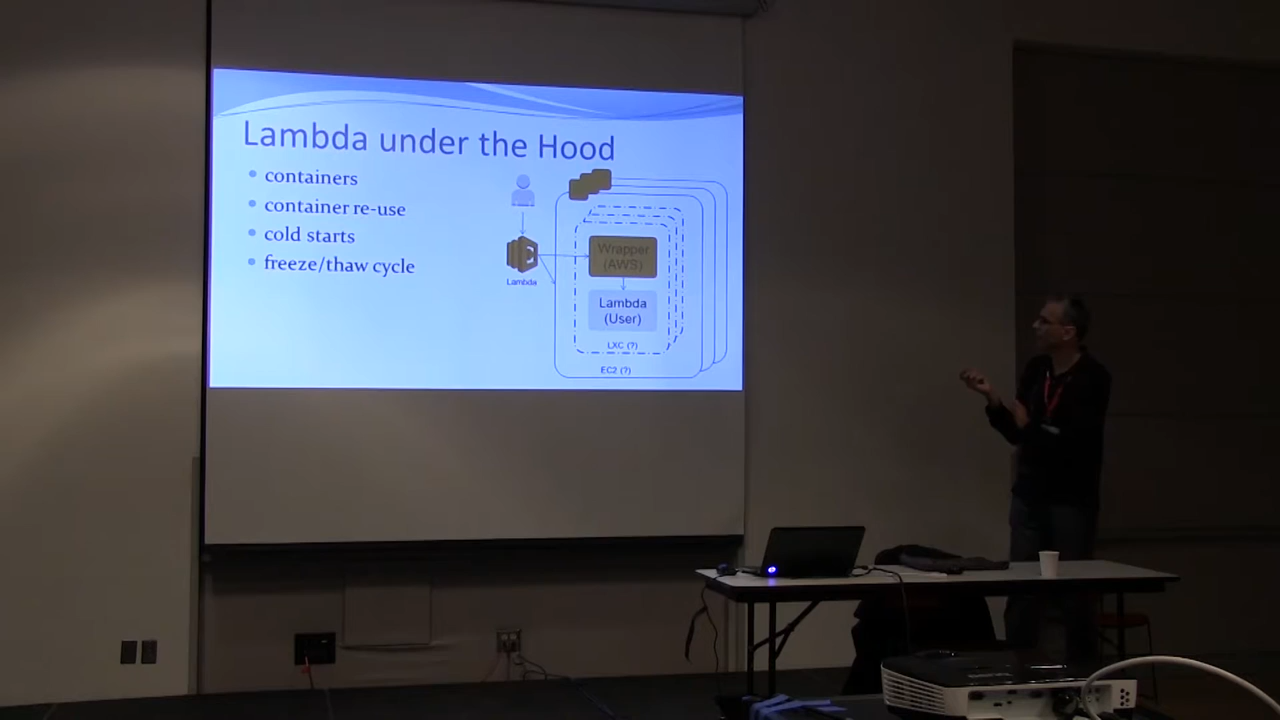 Lambda under the Hood
containers
container re-use
cold starts
freeze/thaw cycle
Lambda
Wrapper
(AWS)
Lambda
(User)
LXC (?)
EC2 (?)